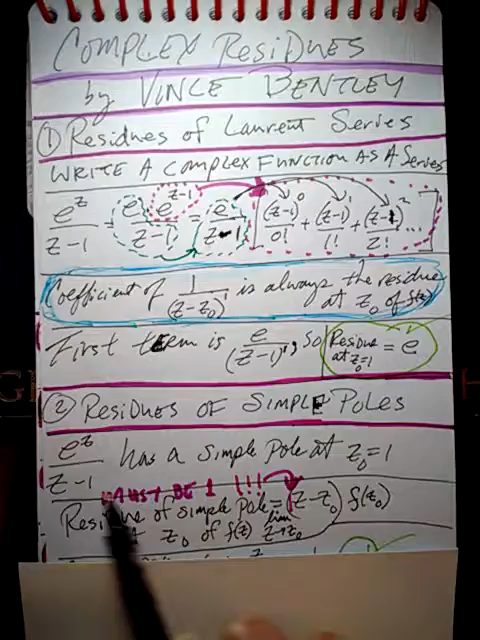 COMPLEX RESIDUES
by VINCE BENTLEY
① Residues of Laurent Series
WRITE A COMPLEX FUNCTION AS A SERIES
e^z/(z-1) = e·e^(z-1)/(z-1) = e/(z-1) [(z-1)^0/0! + (z-1)^1/1! + (z-1)^2/2! ...]
Coefficient of 1/(z-z₀)^1 is always the residue at z₀ of f(z)
First term is e/(z-1)^1, so Residue at z₀=1 = e
② RESIDUES OF SIMPLE POLES
e^z/(z-1) has a simple pole at z₀=1
MUST BE 1 !!!
Residue of simple pole = (z-z₀) f(z₀)
z₀ of f(z) lim z→z₀